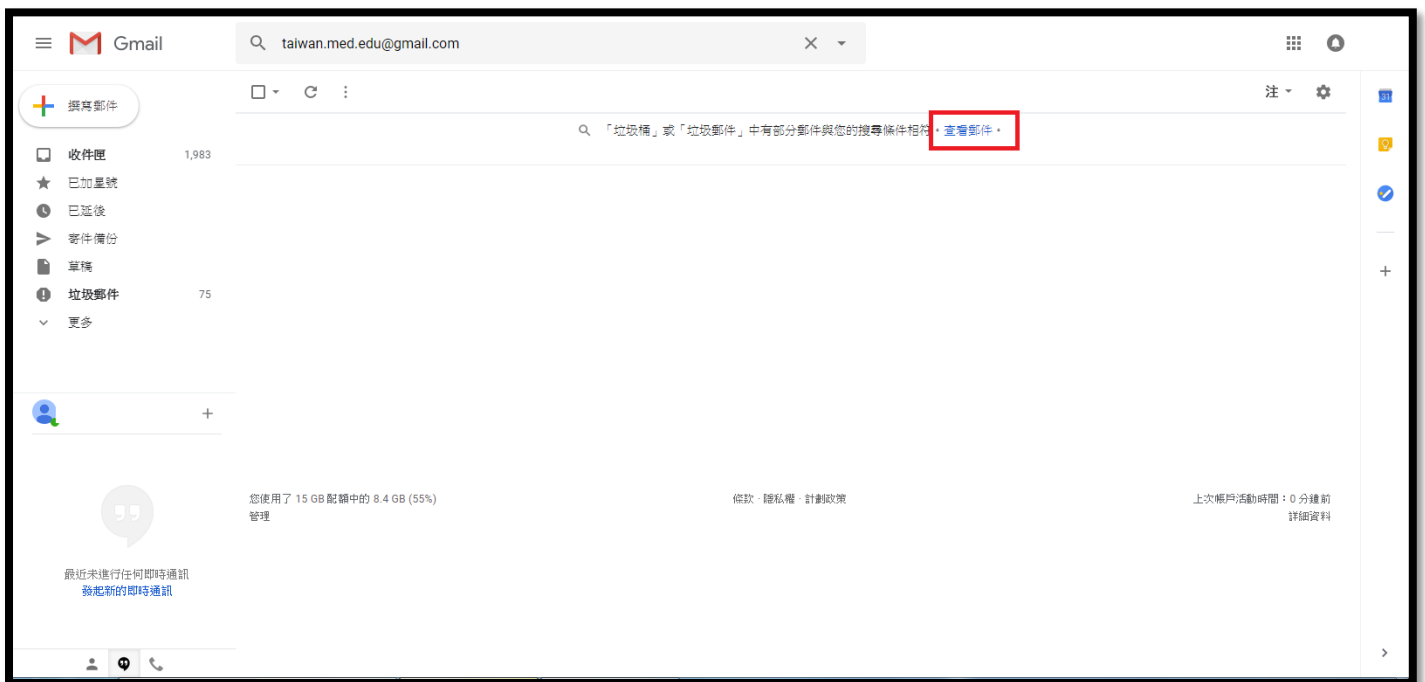 Gmail
taiwan.med.edu@gmail.com
撰寫郵件
注
31
「垃圾桶」或「垃圾郵件」中有部分郵件與您的搜尋條件相符。查看郵件。
收件匣 1,983
已加星號
已延後
寄件備份
草稿
垃圾郵件 75
更多
您使用了 15 GB 配額中的 8.4 GB (55%)
管理
條款 · 隱私權 · 計劃政策
上次帳戶活動時間：0 分鐘前
詳細資料
最近未進行任何即時通訊
發起新的即時通訊